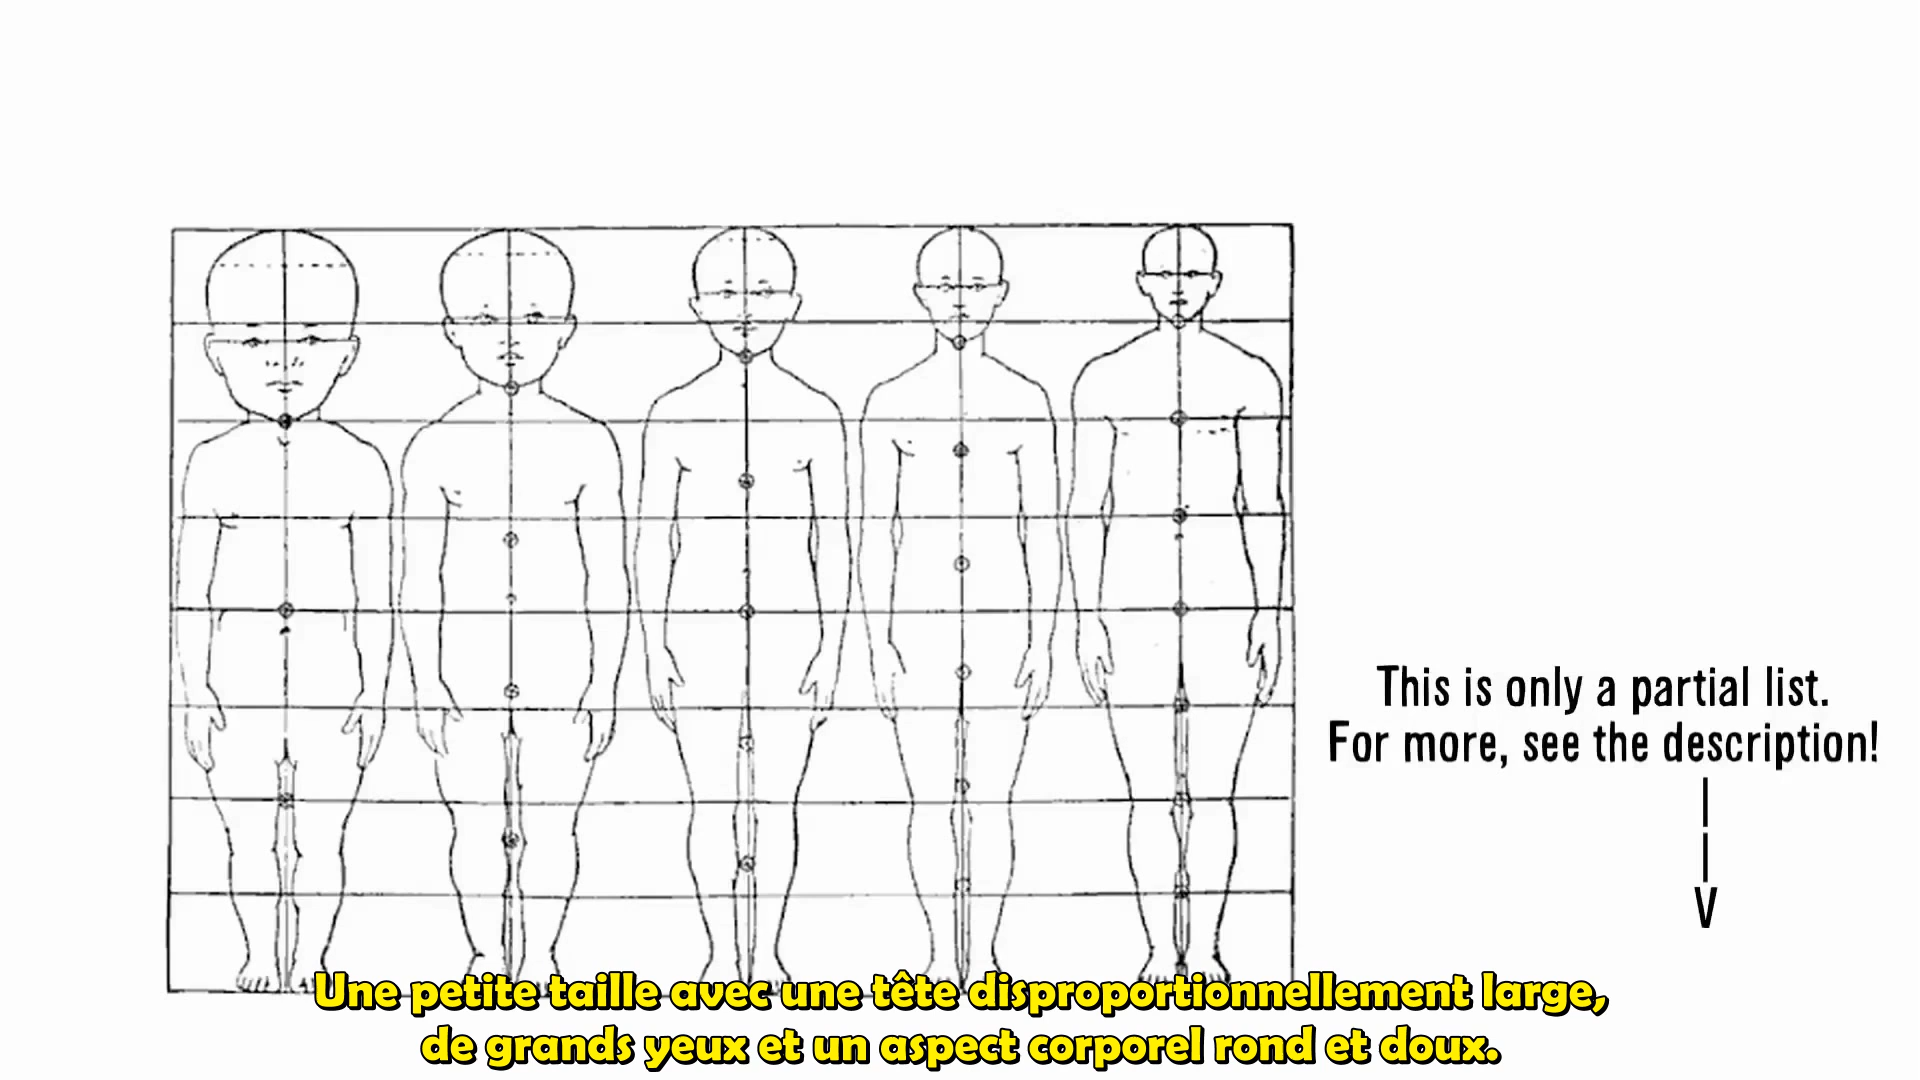 This is only a partial list.
For more, see the description!
|
|
V
Une petite taille avec une tête disproportionnellement large,
de grands yeux et un aspect corporel rond et doux.